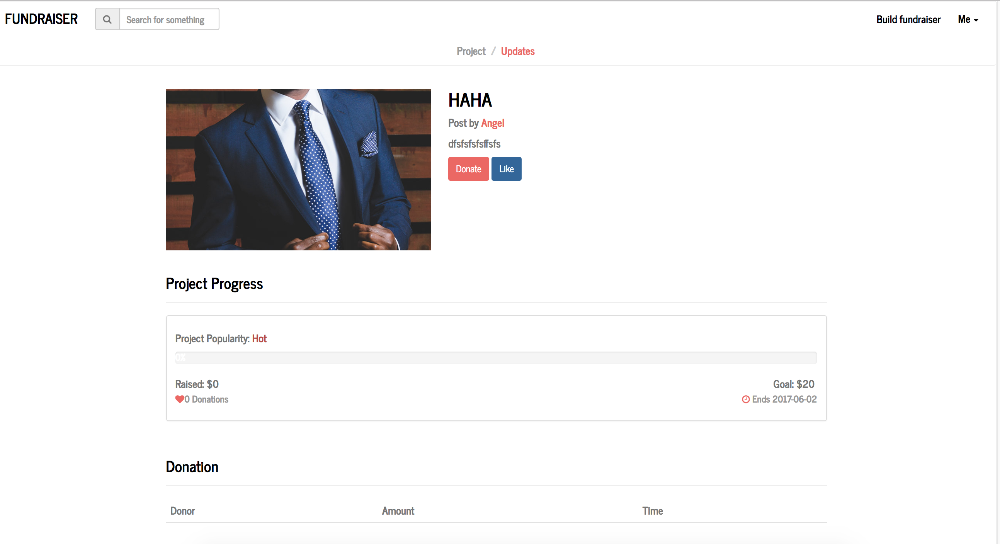 FUNDRAISER Search for something Build fundraiser Me
Project / Updates
HAHA
Post by Angel
dfsfsfsfsffsfs
Donate Like
Project Progress
Project Popularity: Hot
0%
Raised: $0 Goal: $20
0 Donations Ends 2017-06-02
Donation
Donor Amount Time